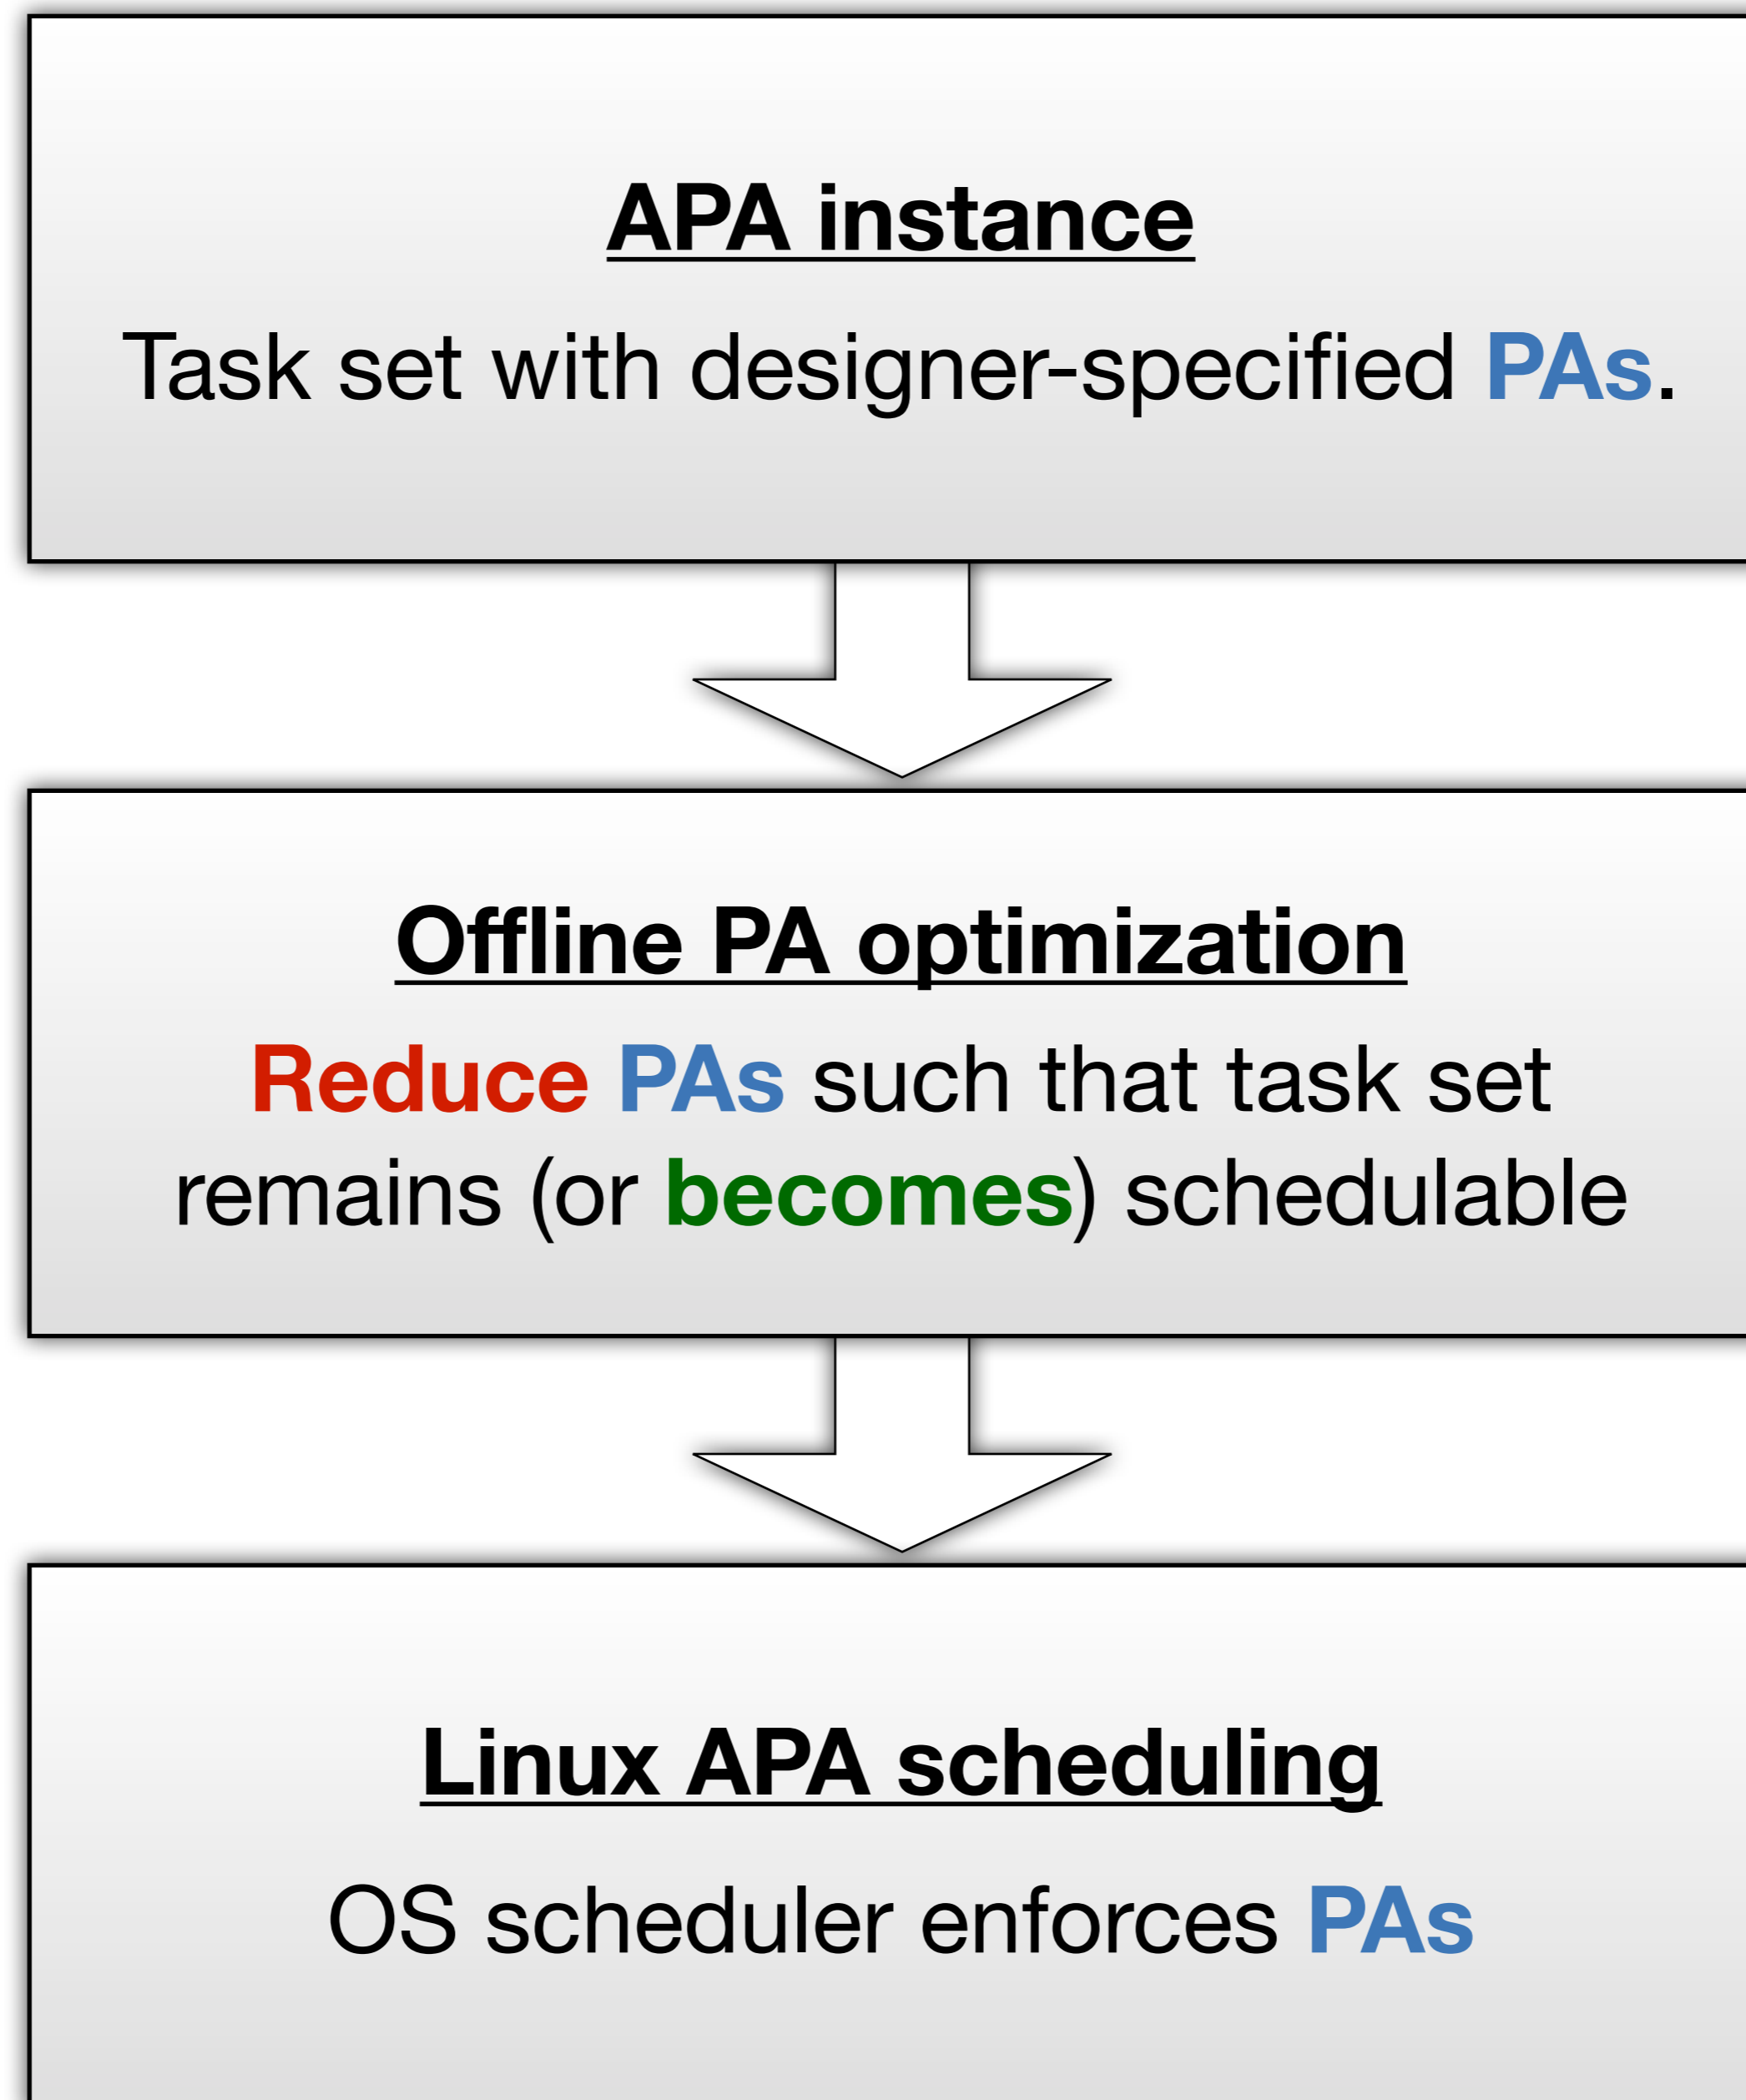 APA instance
Task set with designer-specified PAs.
Offline PA optimization
Reduce PAs such that task set
remains (or becomes) schedulable
Linux APA scheduling
OS scheduler enforces PAs